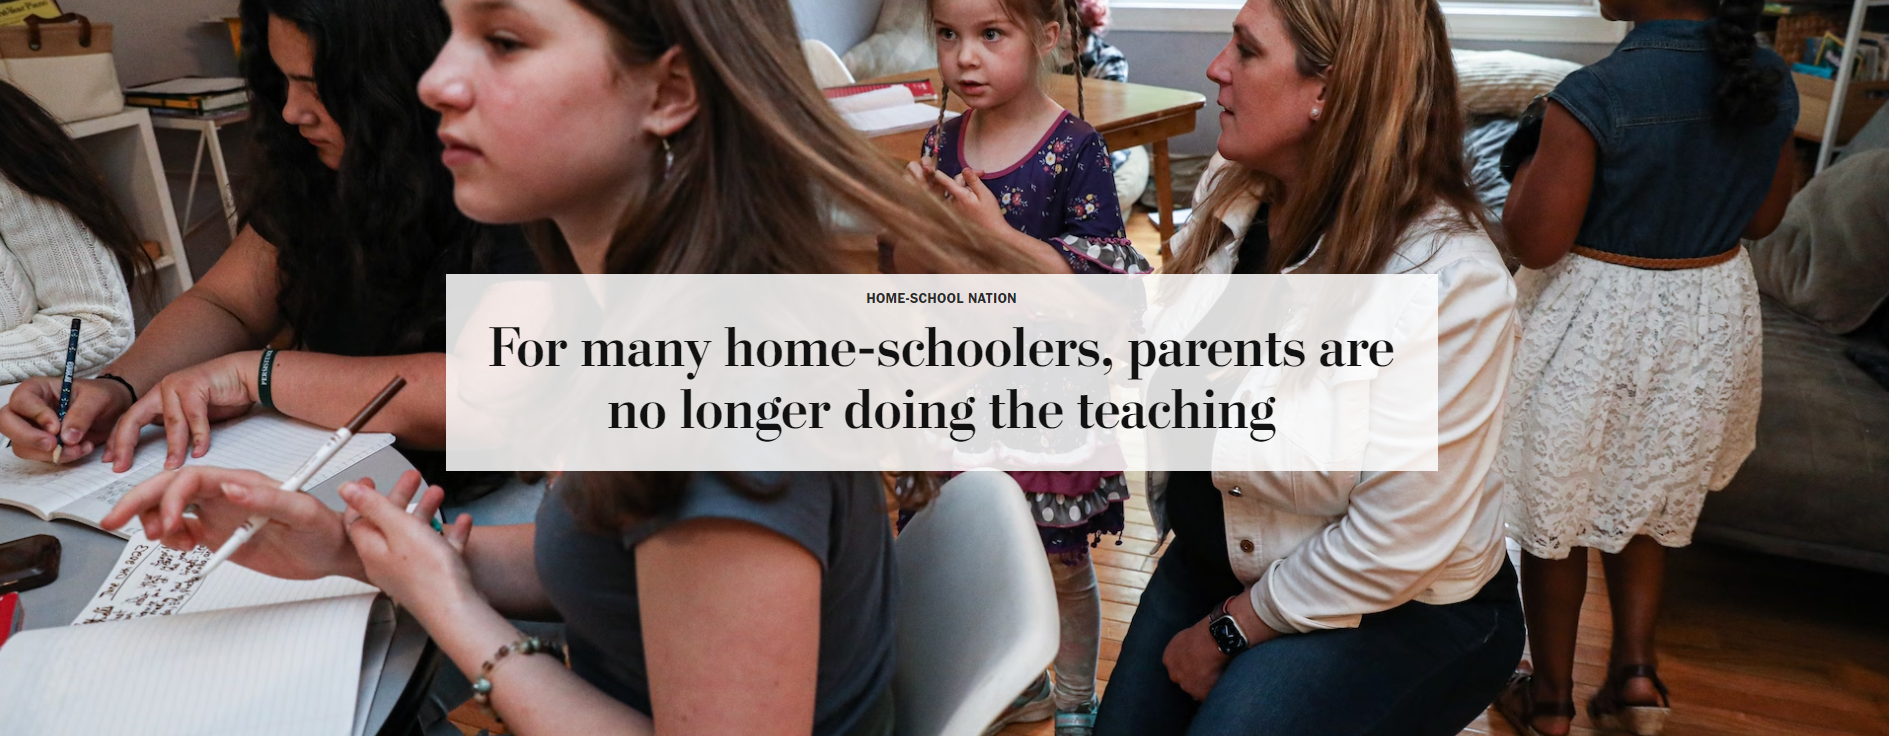 HOME-SCHOOL NATION
For many home-schoolers, parents are
no longer doing the teaching